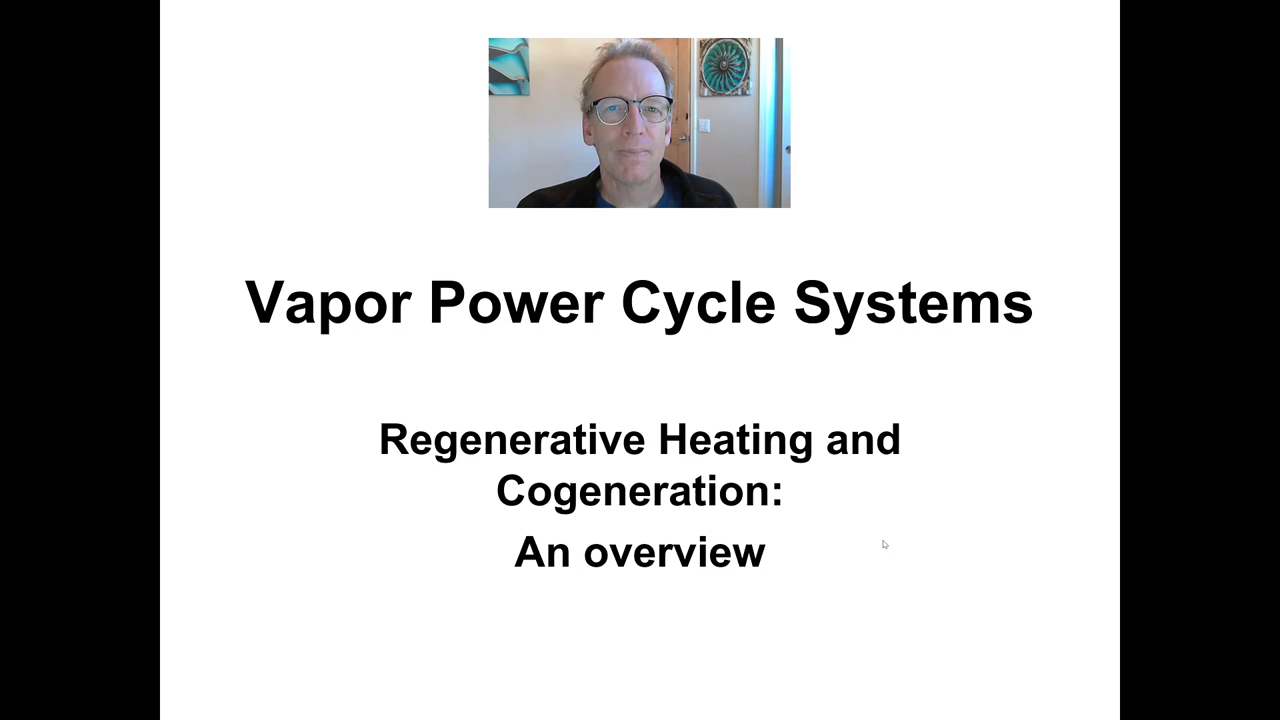 Vapor Power Cycle Systems
Regenerative Heating and
Cogeneration:
An overview